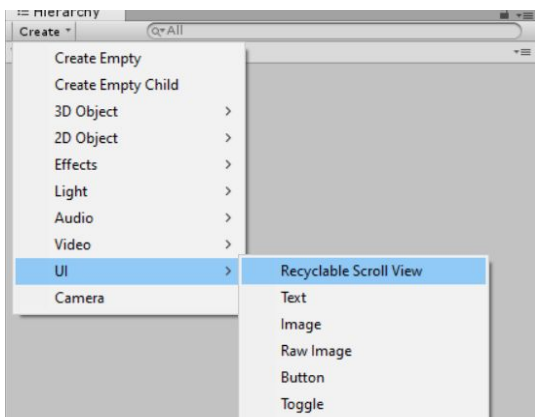 Hierarchy
Create
All
Create Empty
Create Empty Child
3D Object
2D Object
Effects
Light
Audio
Video
UI
Camera
Recyclable Scroll View
Text
Image
Raw Image
Button
Toggle